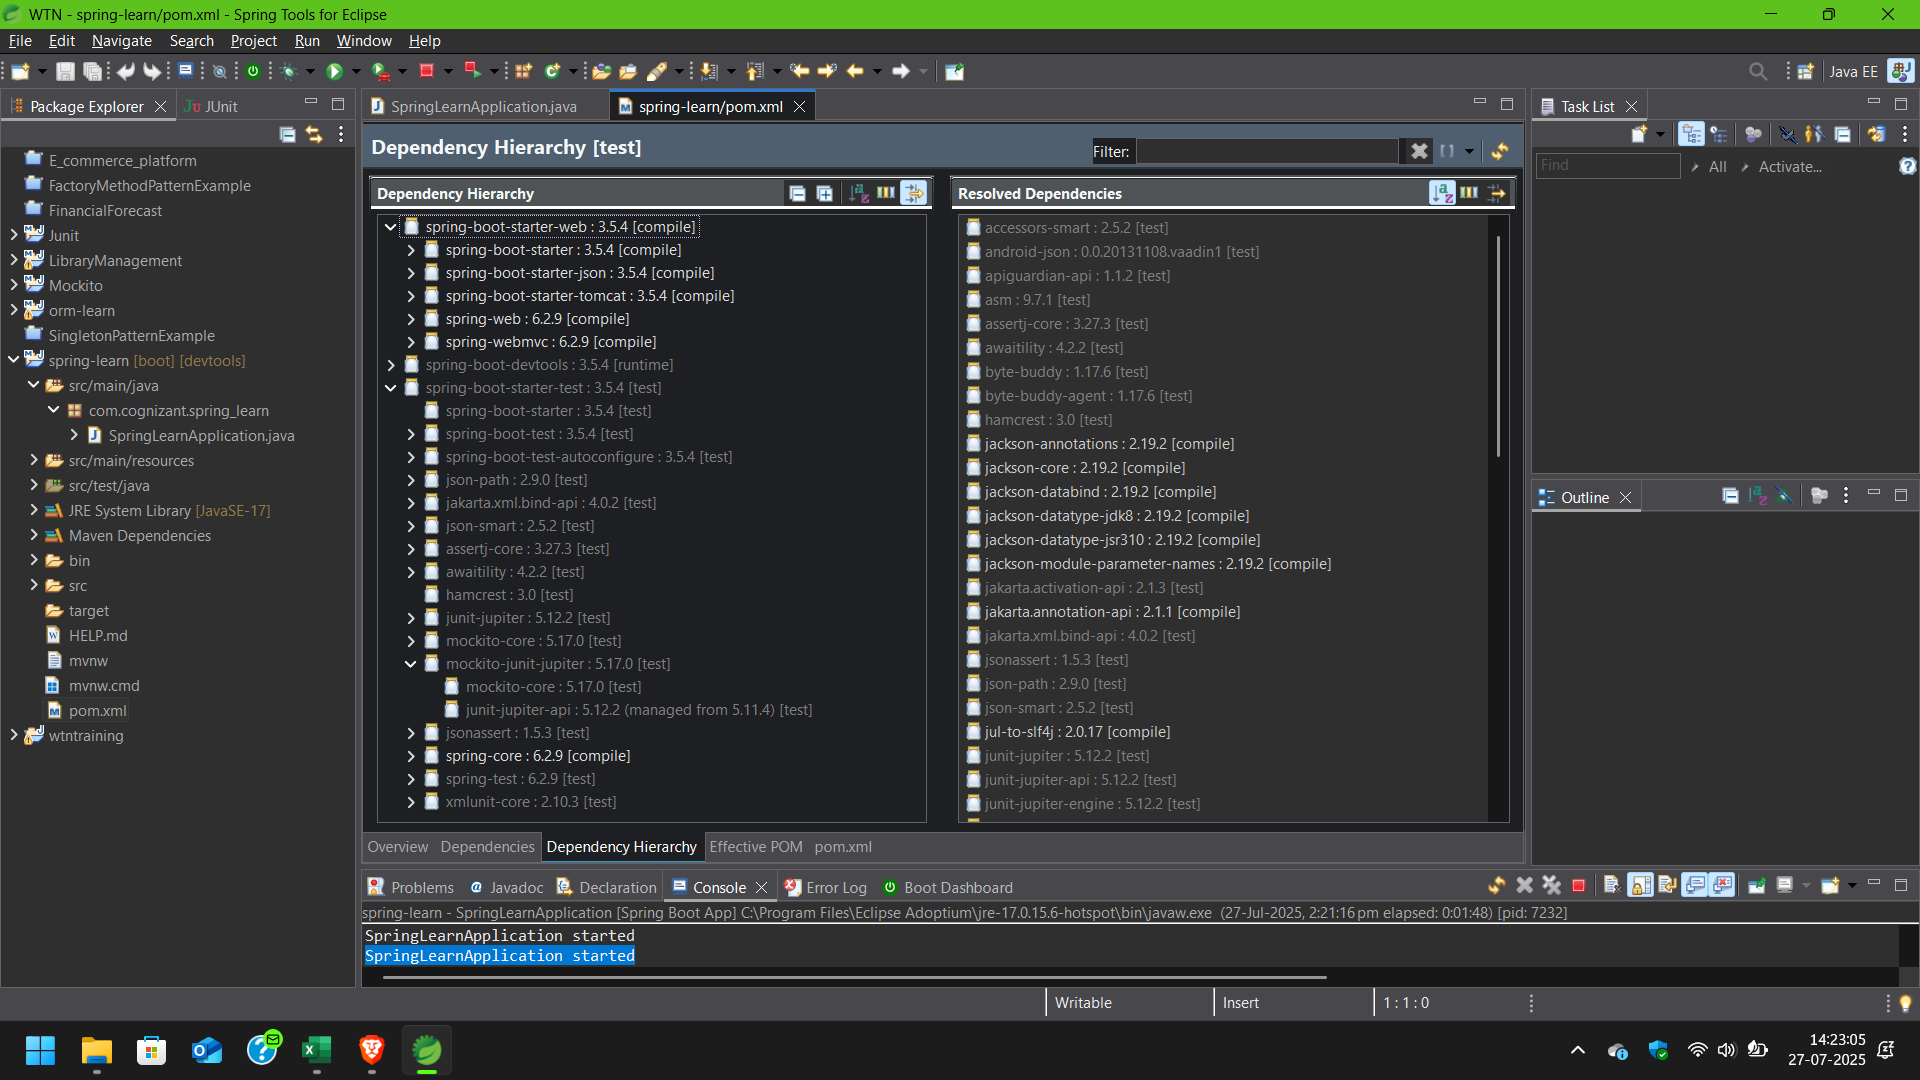 WTN - spring-learn/pom.xml - Spring Tools for Eclipse
File Edit Navigate Search Project Run Window Help
Java EE
Package Explorer
JUnit
E_commerce_platform
FactoryMethodPatternExample
FinancialForecast
Junit
LibraryManagement
Mockito
orm-learn
SingletonPatternExample
spring-learn [boot] [devtools]
src/main/java
com.cognizant.spring_learn
SpringLearnApplication.java
src/main/resources
src/test/java
JRE System Library [JavaSE-17]
Maven Dependencies
bin
src
target
HELP.md
mvnw
mvnw.cmd
pom.xml
wtntraining
SpringLearnApplication.java
spring-learn/pom.xml
Dependency Hierarchy [test]
Filter:
Dependency Hierarchy
spring-boot-starter-web : 3.5.4 [compile]
spring-boot-starter : 3.5.4 [compile]
spring-boot-starter-json : 3.5.4 [compile]
spring-boot-starter-tomcat : 3.5.4 [compile]
spring-web : 6.2.9 [compile]
spring-webmvc : 6.2.9 [compile]
spring-boot-devtools : 3.5.4 [runtime]
spring-boot-starter-test : 3.5.4 [test]
spring-boot-starter : 3.5.4 [test]
spring-boot-test : 3.5.4 [test]
spring-boot-test-autoconfigure : 3.5.4 [test]
json-path : 2.9.0 [test]
jakarta.xml.bind-api : 4.0.2 [test]
json-smart : 2.5.2 [test]
assertj-core : 3.27.3 [test]
awaitility : 4.2.2 [test]
hamcrest : 3.0 [test]
junit-jupiter : 5.12.2 [test]
mockito-core : 5.17.0 [test]
mockito-junit-jupiter : 5.17.0 [test]
mockito-core : 5.17.0 [test]
junit-jupiter-api : 5.12.2 (managed from 5.11.4) [test]
jsonassert : 1.5.3 [test]
spring-core : 6.2.9 [compile]
spring-test : 6.2.9 [test]
xmlunit-core : 2.10.3 [test]
Resolved Dependencies
accessors-smart : 2.5.2 [test]
android-json : 0.0.20131108.vaadin1 [test]
apiguardian-api : 1.1.2 [test]
asm : 9.7.1 [test]
assertj-core : 3.27.3 [test]
awaitility : 4.2.2 [test]
byte-buddy : 1.17.6 [test]
byte-buddy-agent : 1.17.6 [test]
hamcrest : 3.0 [test]
jackson-annotations : 2.19.2 [compile]
jackson-core : 2.19.2 [compile]
jackson-databind : 2.19.2 [compile]
jackson-datatype-jdk8 : 2.19.2 [compile]
jackson-datatype-jsr310 : 2.19.2 [compile]
jackson-module-parameter-names : 2.19.2 [compile]
jakarta.activation-api : 2.1.3 [test]
jakarta.annotation-api : 2.1.1 [compile]
jakarta.xml.bind-api : 4.0.2 [test]
jsonassert : 1.5.3 [test]
json-path : 2.9.0 [test]
json-smart : 2.5.2 [test]
jul-to-slf4j : 2.0.17 [compile]
junit-jupiter : 5.12.2 [test]
junit-jupiter-api : 5.12.2 [test]
junit-jupiter-engine : 5.12.2 [test]
Overview Dependencies Dependency Hierarchy Effective POM pom.xml
Task List
Find
All
Activate...
Outline
Problems Javadoc Declaration Console Error Log Boot Dashboard
spring-learn - SpringLearnApplication [Spring Boot App] C:\Program Files\Eclipse Adoptium\jre-17.0.15.6-hotspot\bin\javaw.exe (27-Jul-2025, 2:21:16 pm elapsed: 0:01:48) [pid: 7232]
SpringLearnApplication started
SpringLearnApplication started
Writable
Insert
1 : 1 : 0
14:23:05
27-07-2025